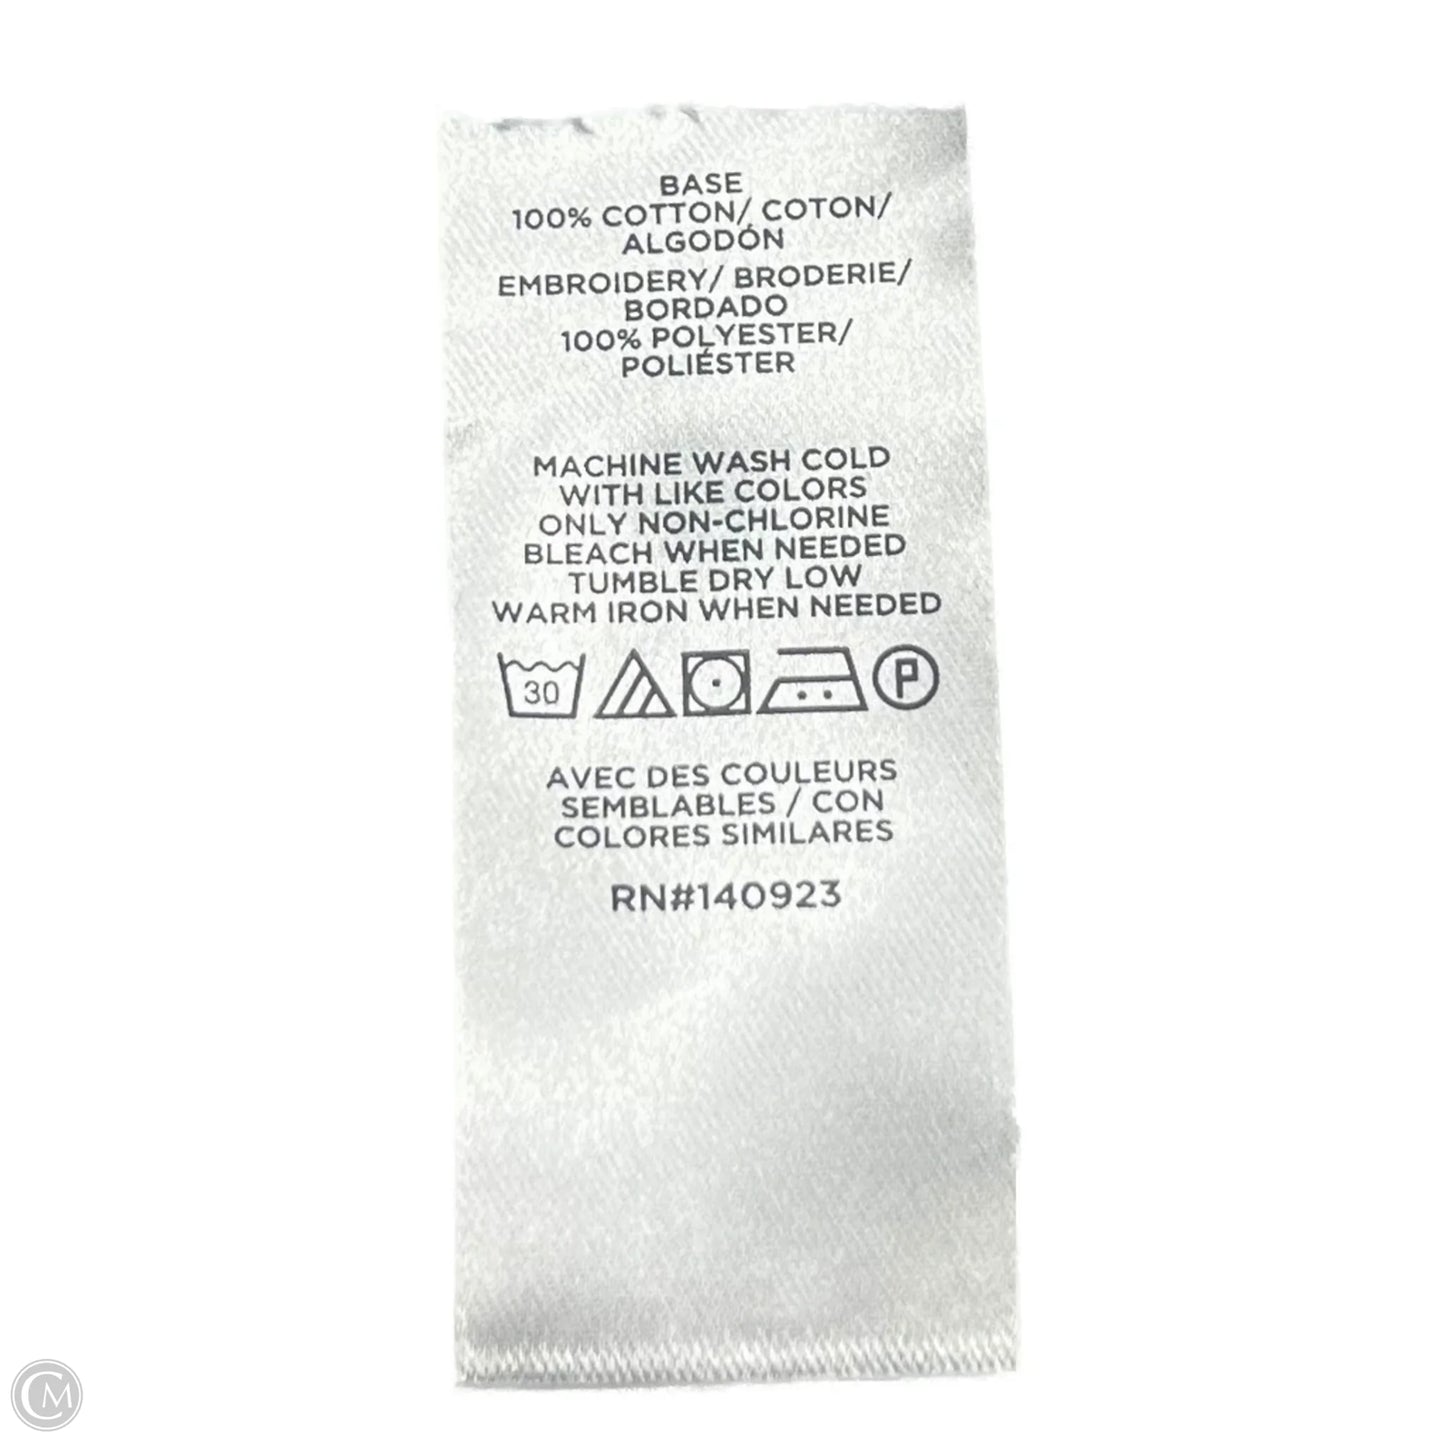 BASE
100% COTTON/ COTON/
ALGODÓN
EMBROIDERY/ BRODERIE/
BORDADO
100% POLYESTER/
POLIÉSTER
MACHINE WASH COLD
WITH LIKE COLORS
ONLY NON-CHLORINE
BLEACH WHEN NEEDED
TUMBLE DRY LOW
WARM IRON WHEN NEEDED
30 P
AVEC DES COULEURS
SEMBLABLES / CON
COLORES SIMILARES
RN#140923
CM